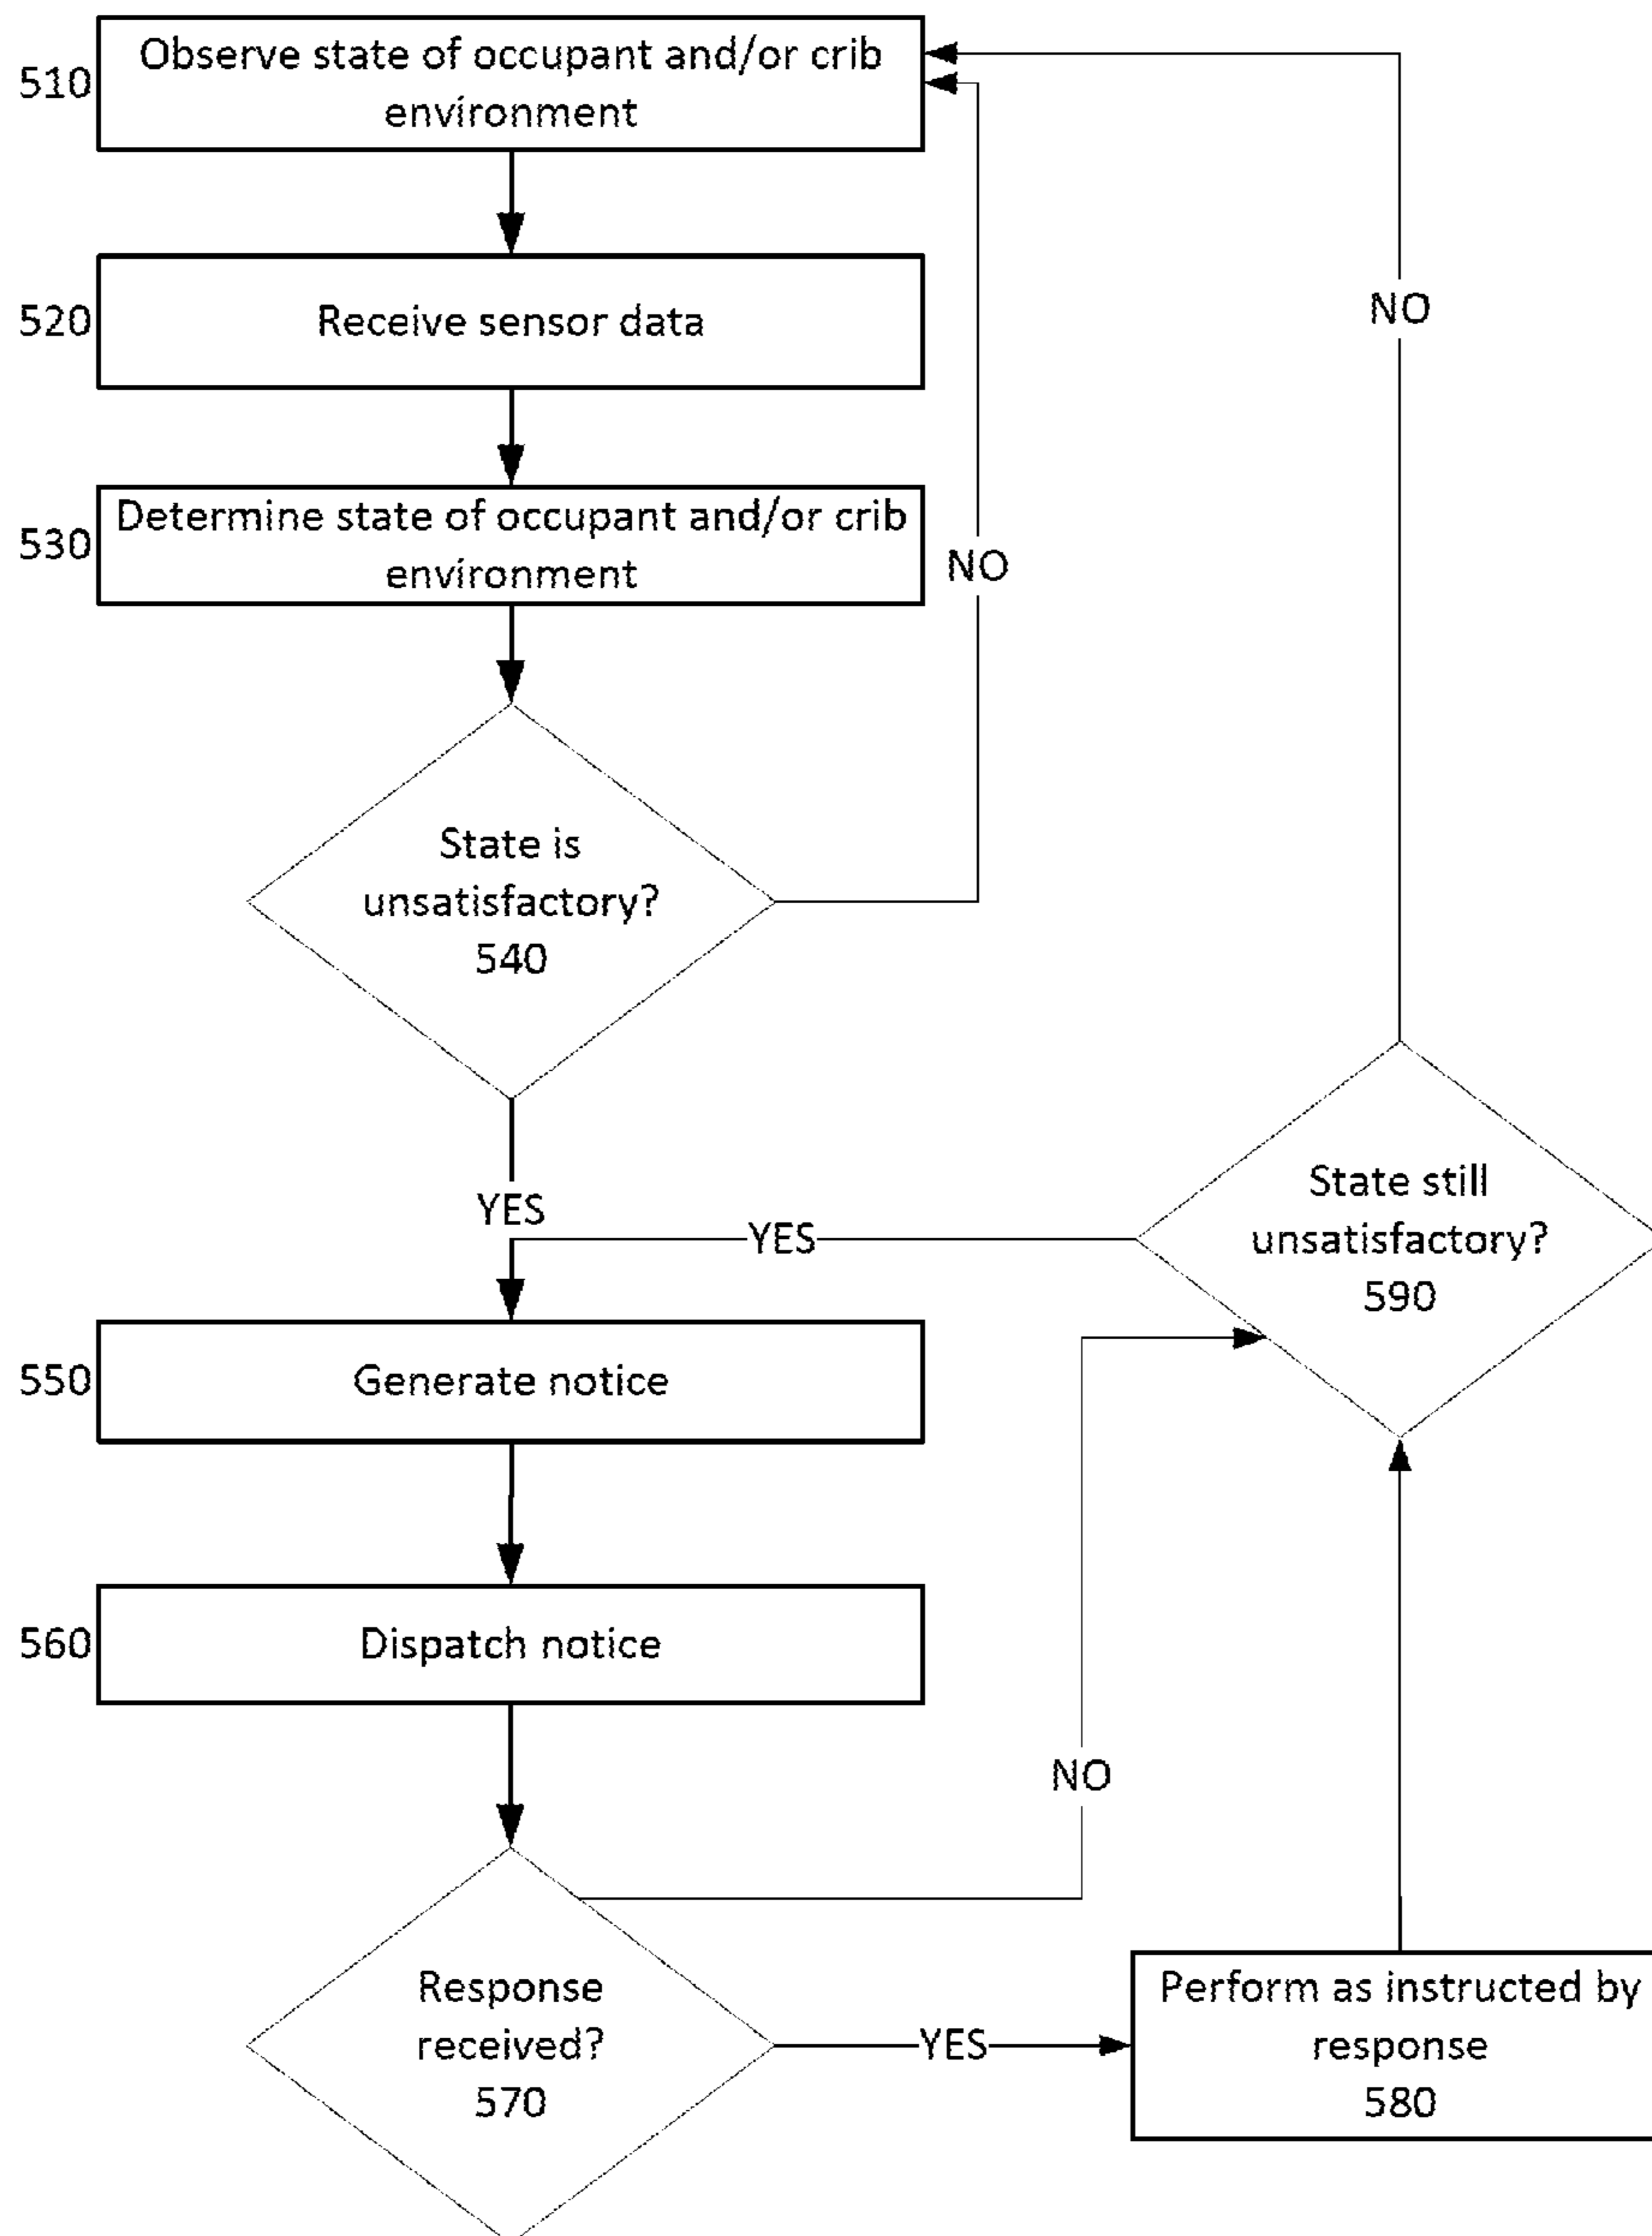 510
Observe state of occupant and/or crib
environment
520
Receive sensor data
NO
530
Determine state of occupant and/or crib
environment
NO
State is
unsatisfactory?
540
YES
YES
State still
unsatisfactory?
590
550
Generate notice
560
Dispatch notice
NO
Response
received?
570
YES
Perform as instructed by
response
580